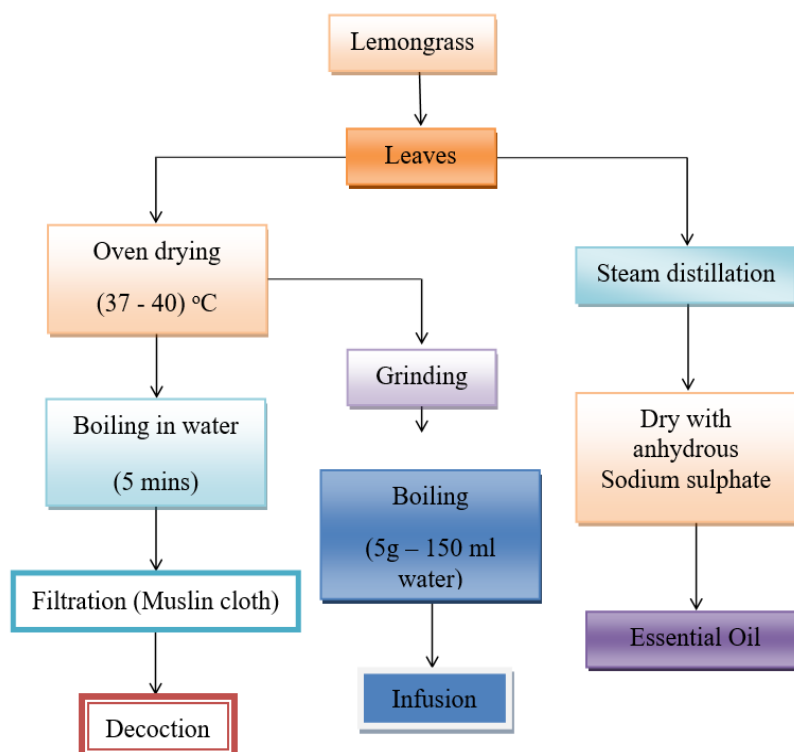 Lemongrass
Leaves
Oven drying
(37 - 40) ºC
Steam distillation
Grinding
Boiling in water
(5 mins)
Dry with
anhydrous
Sodium sulphate
Boiling
(5g – 150 ml
water)
Filtration (Muslin cloth)
Essential Oil
Infusion
Decoction